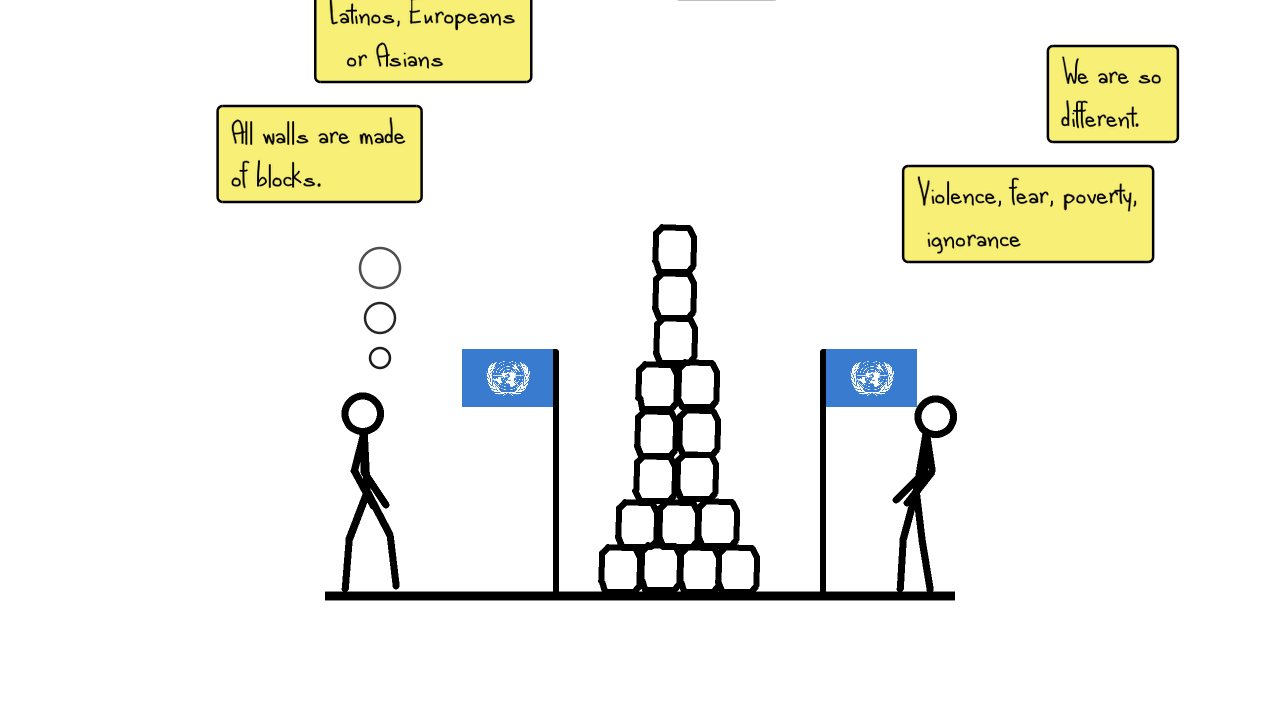 Latinos, Europeans
or Asians
All walls are made
of blocks.
We are so
different.
Violence, fear, poverty,
ignorance